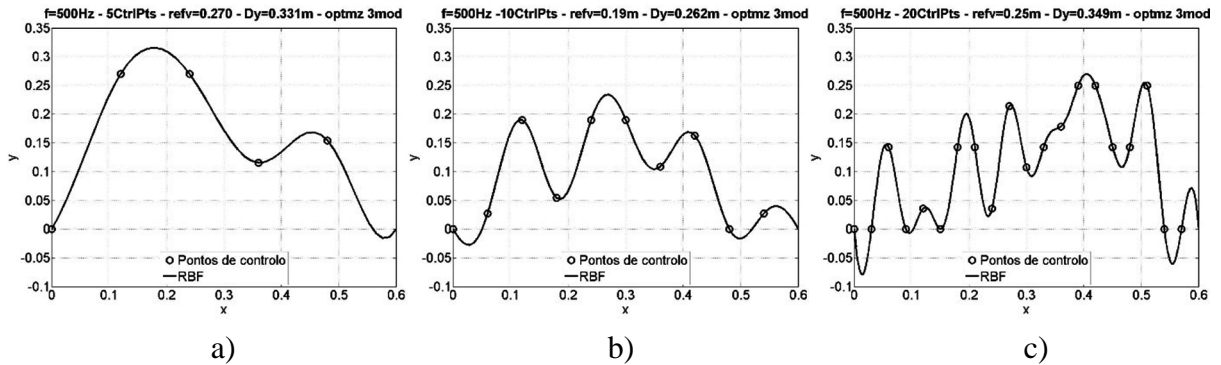 f=500Hz - 5CtrlPts - refv=0.270 - Dy=0.331m - optmz 3mod
0.35
0.3
0.25
0.2
0.15
0.1
0.05
0
-0.05
-0.1
y
Pontos de controlo
RBF
0 0.1 0.2 0.3 0.4 0.5 0.6
x
a)
f=500Hz -10CtrlPts - refv=0.19m - Dy=0.262m - optmz 3mod
0.35
0.3
0.25
0.2
0.15
0.1
0.05
0
-0.05
-0.1
y
Pontos de controlo
RBF
0 0.1 0.2 0.3 0.4 0.5 0.6
x
b)
f=500Hz - 20CtrlPts - refv=0.25m - Dy=0.349m - optmz 3mod
0.35
0.3
0.25
0.2
0.15
0.1
0.05
0
-0.05
-0.1
y
Pontos de controlo
RBF
0 0.1 0.2 0.3 0.4 0.5 0.6
x
c)